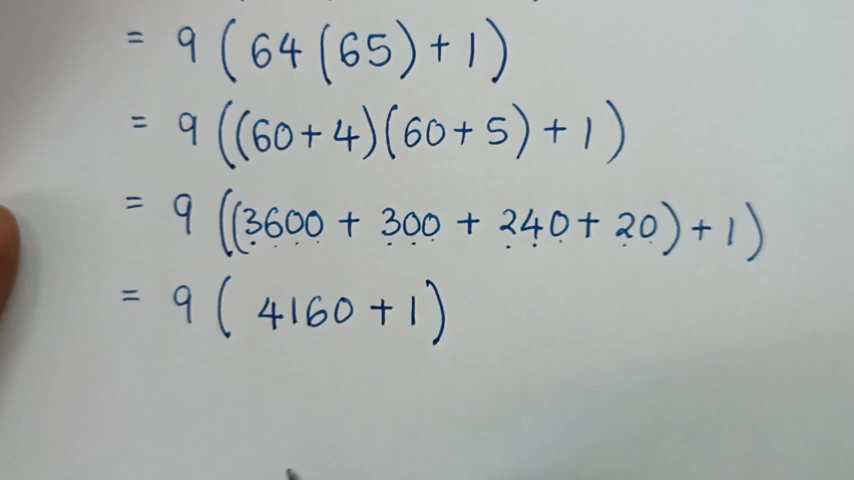 = 9 ( 64 (65) + 1 )
= 9 ((60 + 4)(60 + 5) + 1 )
= 9 ((3600 + 300 + 240 + 20) + 1 )
= 9 ( 4160 + 1 )